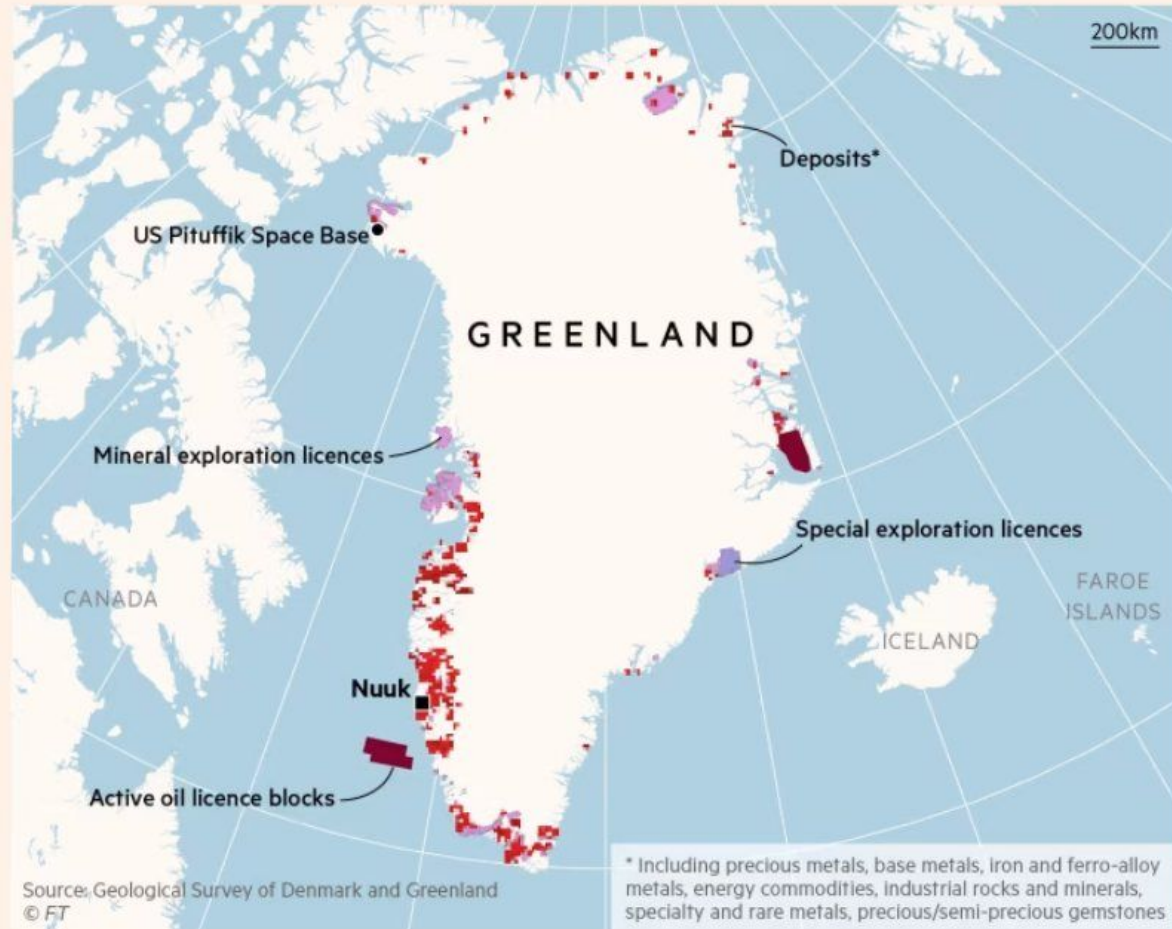 200km
Deposits*
US Pituffik Space Base
GREENLAND
Mineral exploration licences
Special exploration licences
CANADA
FAROE
ISLANDS
ICELAND
Nuuk
Active oil licence blocks
Source: Geological Survey of Denmark and Greenland
© FT
* Including precious metals, base metals, iron and ferro-alloy
metals, energy commodities, industrial rocks and minerals,
specialty and rare metals, precious/semi-precious gemstones